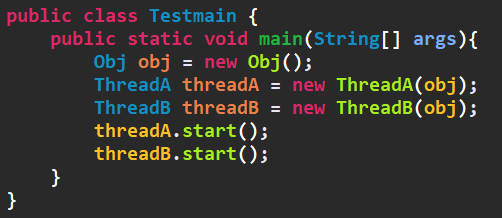 public class Testmain {
    public static void main(String[] args){
        Obj obj = new Obj();
        ThreadA threadA = new ThreadA(obj);
        ThreadB threadB = new ThreadB(obj);
        threadA.start();
        threadB.start();
    }
}